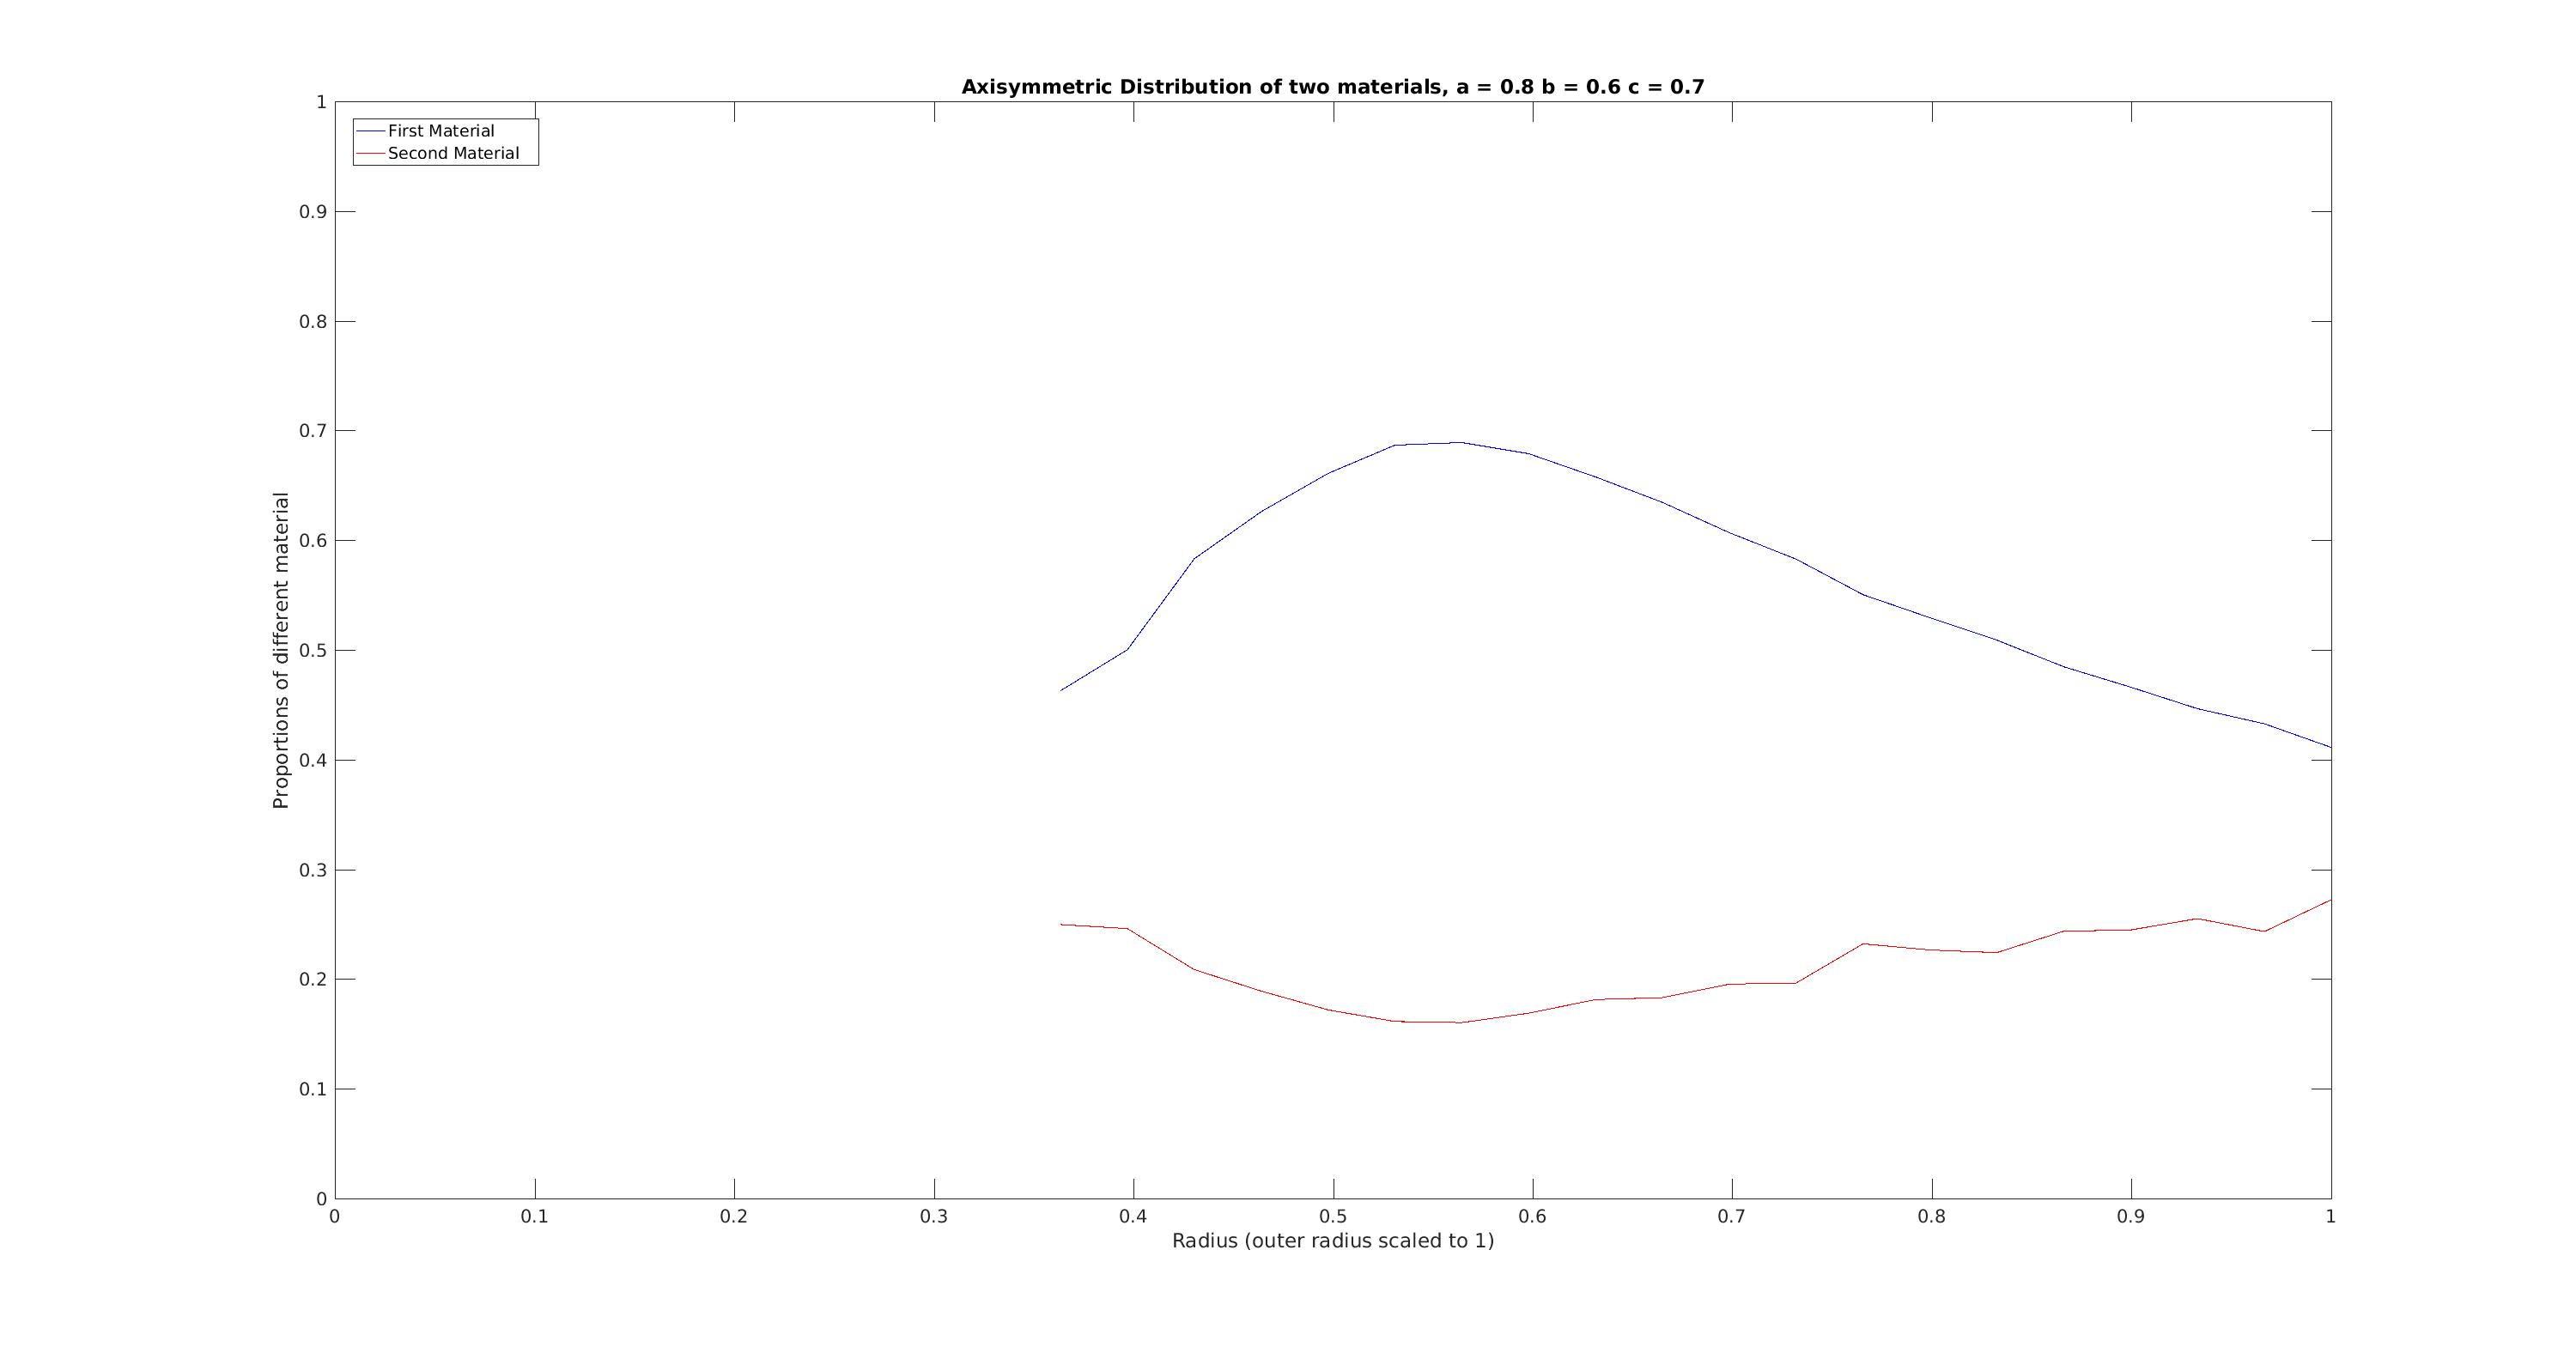 Axisymmetric Distribution of two materials, a = 0.8 b = 0.6 c = 0.7
First Material
Second Material
1
0.9
0.8
0.7
0.6
0.5
0.4
0.3
0.2
0.1
0
Proportions of different material
0 0.1 0.2 0.3 0.4 0.5 0.6 0.7 0.8 0.9 1
Radius (outer radius scaled to 1)